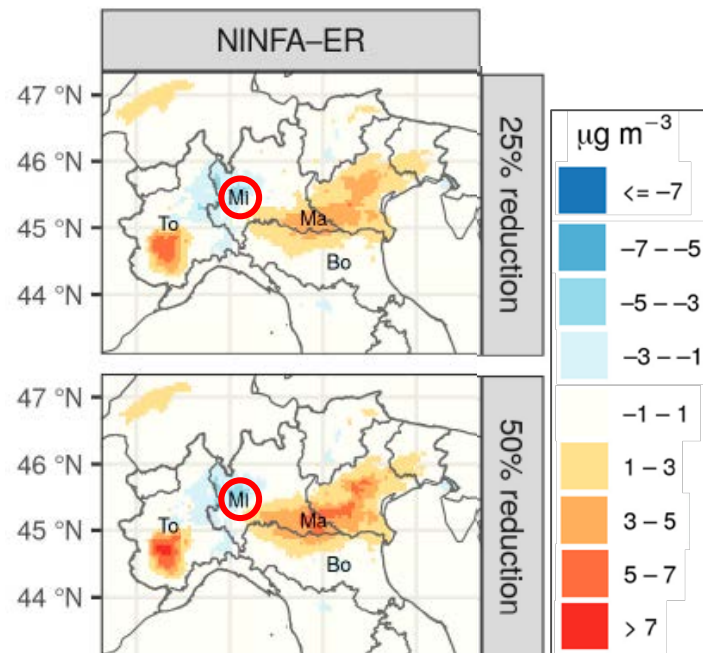 NINFA–ER
47 °N
46 °N
45 °N
44 °N
Mi
To
Ma
Bo
25% reduction
47 °N
46 °N
45 °N
44 °N
Mi
To
Ma
Bo
50% reduction
μg m⁻³
<= –7
–7 – –5
–5 – –3
–3 – –1
–1 – 1
1 – 3
3 – 5
5 – 7
> 7